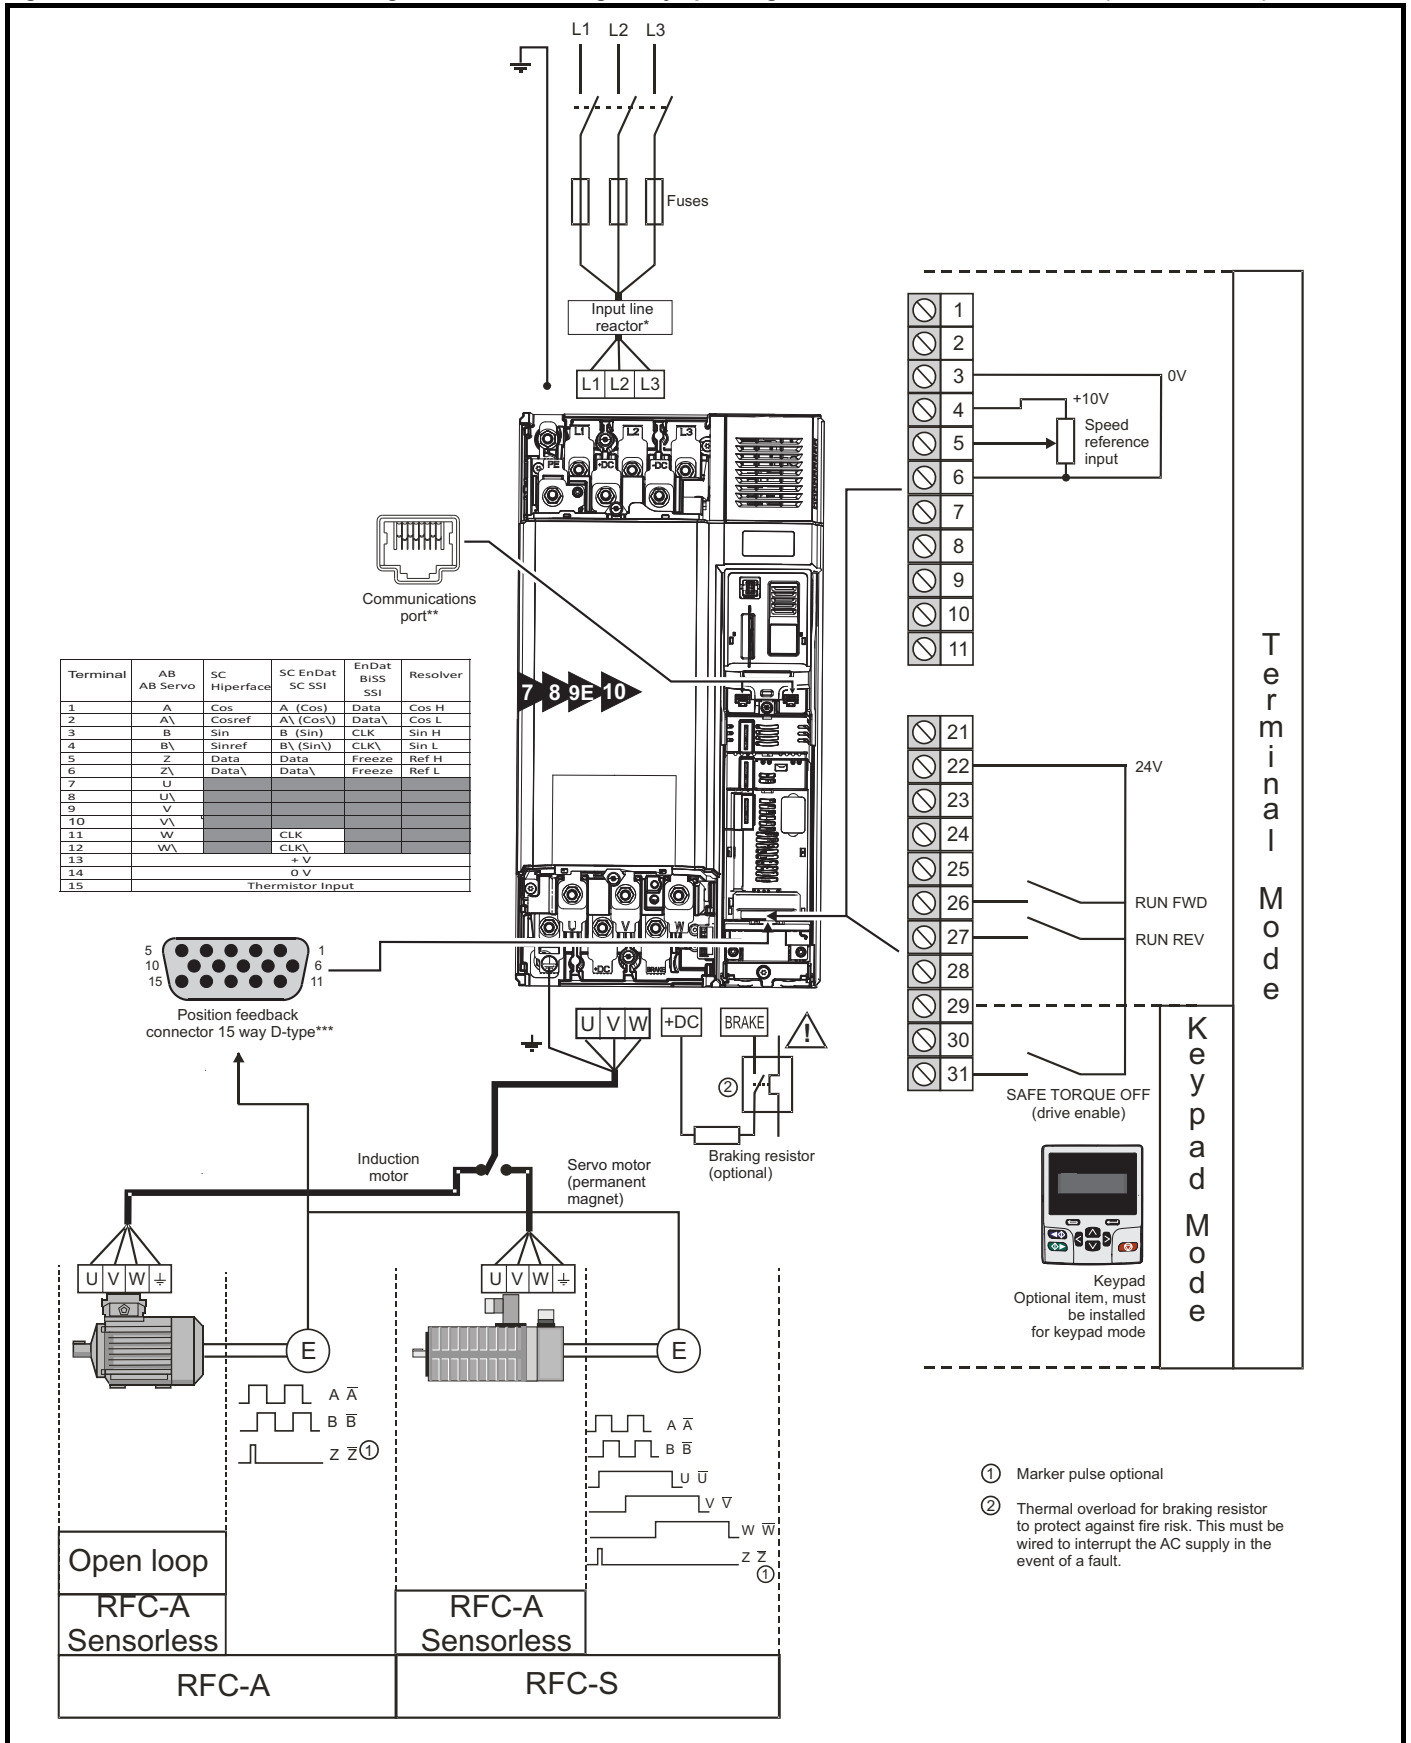 L1 L2 L3
Fuses
Input line
reactor*
L1 L2 L3
L1 L2 L3
PE +DC -DC
Communications
port**
7 8 9E 10
Terminal | AB AB Servo | SC Hiperface | SC EnDat SC SSI | EnDat BiSS SSI | Resolver
1 A Cos A (Cos) Data Cos H
2 A\ Cosref A\ (Cos\) Data\ Cos L
3 B Sin B (Sin) CLK Sin H
4 B\ Sinref B\ (Sin\) CLK\ Sin L
5 Z Data Data Freeze Ref H
6 Z\ Data\ Data\ Freeze Ref L
7 U
8 U\
9 V
10 V\
11 W CLK
12 W\ CLK\
13 + V
14 0 V
15 Thermistor Input
U V W
+DC BRAKE
5 1
10 6
15 11
Position feedback
connector 15 way D-type***
U V W +DC BRAKE !
2
Braking resistor
(optional)
Induction
motor
Servo motor
(permanent
magnet)
U V W
U V W
E
E
A A̅
B B̅
Z Z̅ 1
A A̅
B B̅
U U̅
V V̅
W W̅
Z Z̅
1
Open loop
RFC-A
Sensorless
RFC-A
RFC-A
Sensorless
RFC-S
1
2
3
4
5
6
7
8
9
10
11
0V
+10V
Speed
reference
input
21
22
23
24
25
26
27
28
29
30
31
24V
RUN FWD
RUN REV
SAFE TORQUE OFF
(drive enable)
Keypad
Optional item, must
be installed
for keypad mode
Terminal Mode
Keypad Mode
1 Marker pulse optional
2 Thermal overload for braking resistor
to protect against fire risk. This must be
wired to interrupt the AC supply in the
event of a fault.